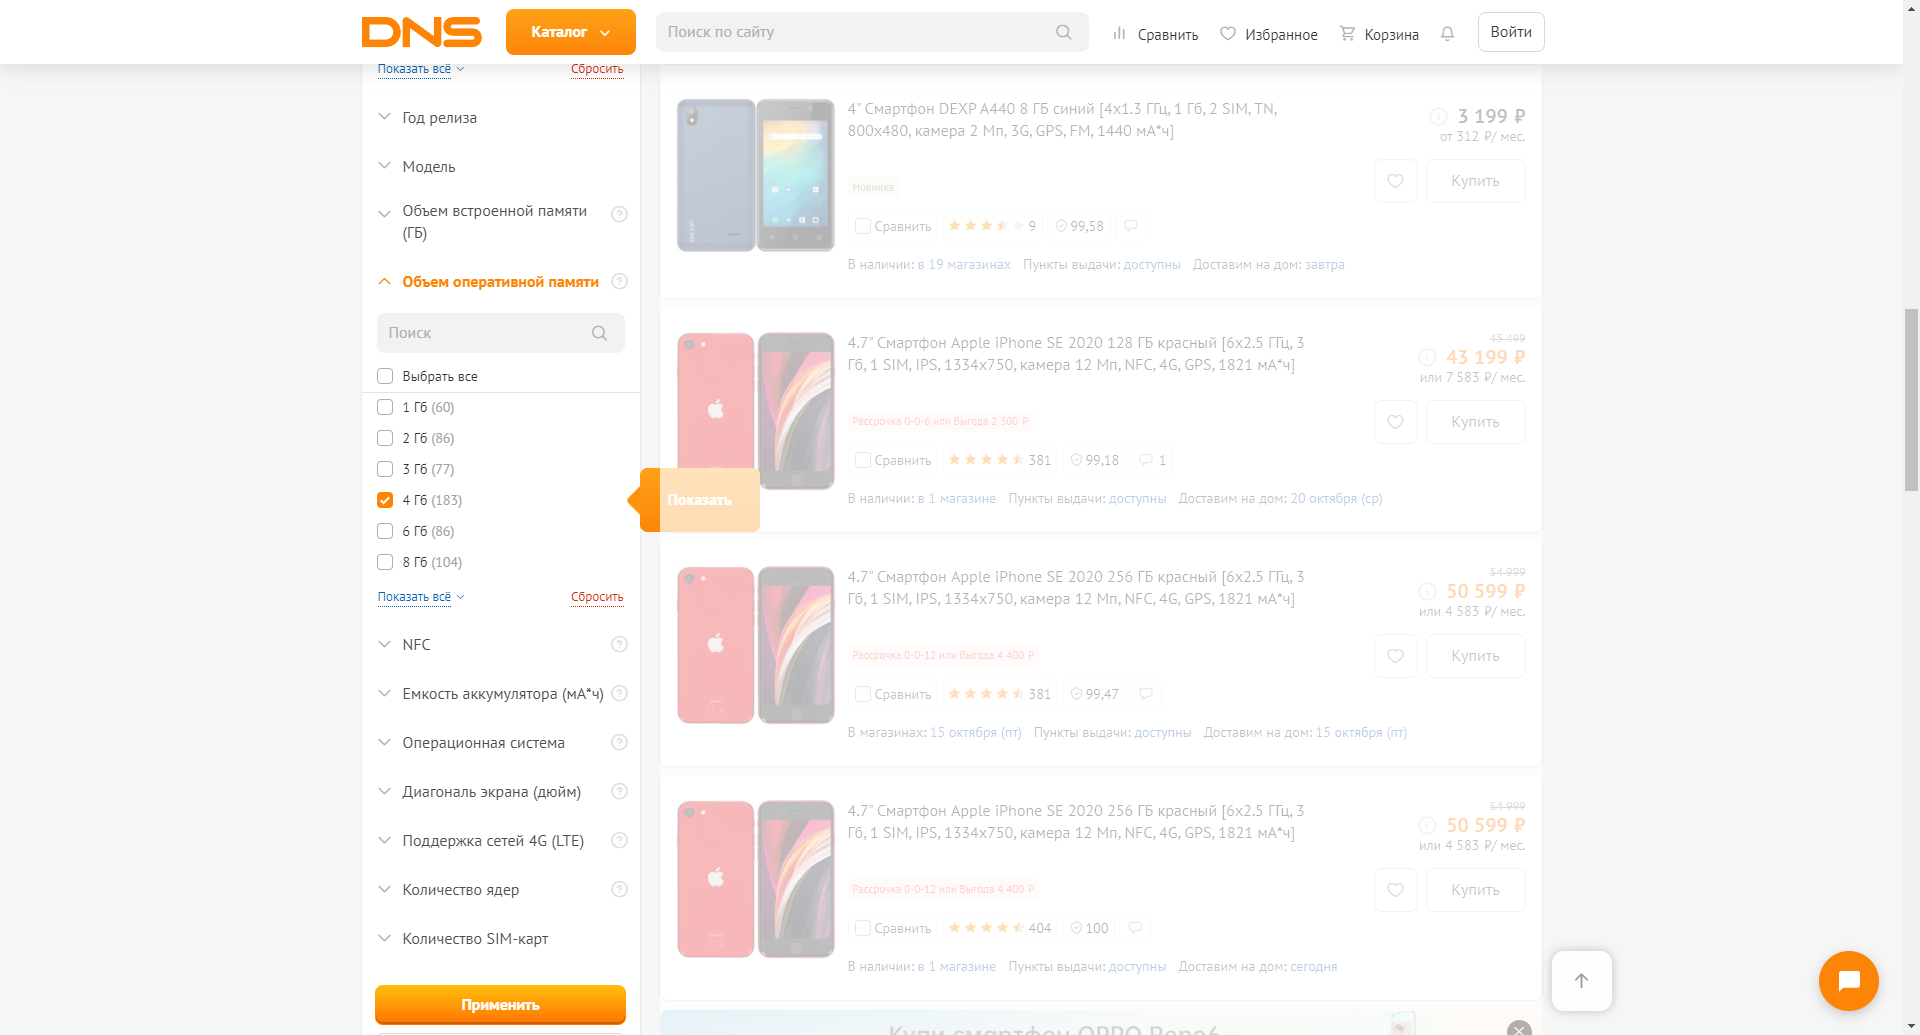 DNS
Каталог
Поиск по сайту
Сравнить
Избранное
Корзина
Войти
Показать всё
Сбросить
Год релиза
Модель
Объем встроенной памяти
(ГБ)
Объем оперативной памяти
Поиск
Выбрать все
1 Гб (60)
2 Гб (86)
3 Гб (77)
4 Гб (183)
6 Гб (86)
8 Гб (104)
Показать всё
Сбросить
NFC
Емкость аккумулятора (мА*ч)
Операционная система
Диагональ экрана (дюйм)
Поддержка сетей 4G (LTE)
Количество ядер
Количество SIM-карт
Применить
Показать
4" Смартфон DEXP A440 8 ГБ синий [4x1.3 ГГц, 1 Гб, 2 SIM, TN,
800x480, камера 2 Мп, 3G, GPS, FM, 1440 мА*ч]
3 199 ₽
от 312 ₽/ мес.
Новинка
Купить
Сравнить
9
99,58
В наличии: в 19 магазинах Пункты выдачи: доступны Доставим на дом: завтра
4.7" Смартфон Apple iPhone SE 2020 128 ГБ красный [6x2.5 ГГц, 3
Гб, 1 SIM, IPS, 1334x750, камера 12 Мп, NFC, 4G, GPS, 1821 мА*ч]
45 499
43 199 ₽
или 7 583 ₽/ мес.
Рассрочка 0-0-6 или Выгода 2 300 ₽
Купить
Сравнить
381
99,18
1
В наличии: в 1 магазине Пункты выдачи: доступны Доставим на дом: 20 октября (ср)
4.7" Смартфон Apple iPhone SE 2020 256 ГБ красный [6x2.5 ГГц, 3
Гб, 1 SIM, IPS, 1334x750, камера 12 Мп, NFC, 4G, GPS, 1821 мА*ч]
54 999
50 599 ₽
или 4 583 ₽/ мес.
Рассрочка 0-0-12 или Выгода 4 400 ₽
Купить
Сравнить
381
99,47
В магазинах: 15 октября (пт) Пункты выдачи: доступны Доставим на дом: 15 октября (пт)
4.7" Смартфон Apple iPhone SE 2020 256 ГБ красный [6x2.5 ГГц, 3
Гб, 1 SIM, IPS, 1334x750, камера 12 Мп, NFC, 4G, GPS, 1821 мА*ч]
54 999
50 599 ₽
или 4 583 ₽/ мес.
Рассрочка 0-0-12 или Выгода 4 400 ₽
Купить
Сравнить
404
100
В наличии: в 1 магазине Пункты выдачи: доступны Доставим на дом: сегодня
Купи смартфон OPPO Reno6 -